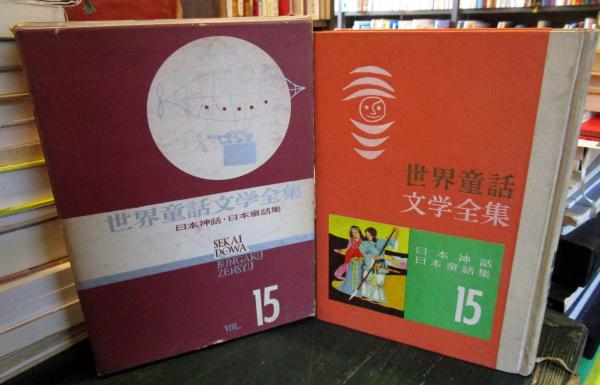 世界童話文学全集
日本神話・日本童話集
SEKAI
DOWA
BUNGAKU
ZENSYU
VOL. 15
世界童話
文学全集
日本神話
日本童話集
15